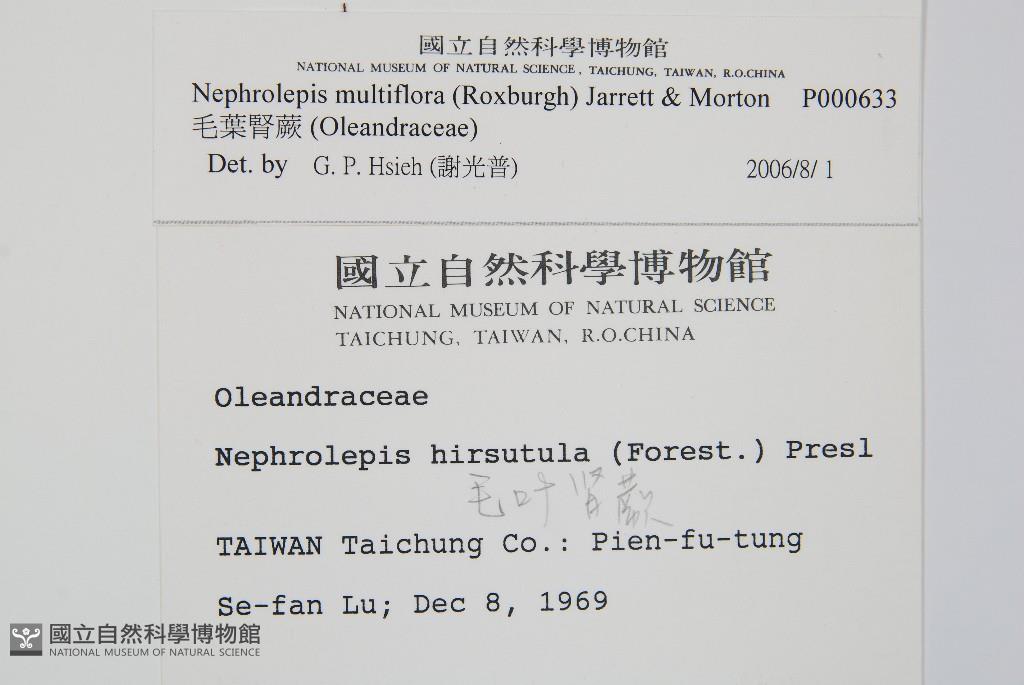 國立自然科學博物館
NATIONAL MUSEUM OF NATURAL SCIENCE, TAICHUNG, TAIWAN, R.O.CHINA
Nephrolepis multiflora (Roxburgh) Jarrett & Morton P000633
毛葉腎蕨 (Oleandraceae)
Det. by G. P. Hsieh (謝光普) 2006/8/ 1
國立自然科學博物館
NATIONAL MUSEUM OF NATURAL SCIENCE
TAICHUNG, TAIWAN, R.O.CHINA
Oleandraceae
Nephrolepis hirsutula (Forest.) Presl
毛叶腎蕨
TAIWAN Taichung Co.: Pien-fu-tung
Se-fan Lu; Dec 8, 1969
國立自然科學博物館
NATIONAL MUSEUM OF NATURAL SCIENCE